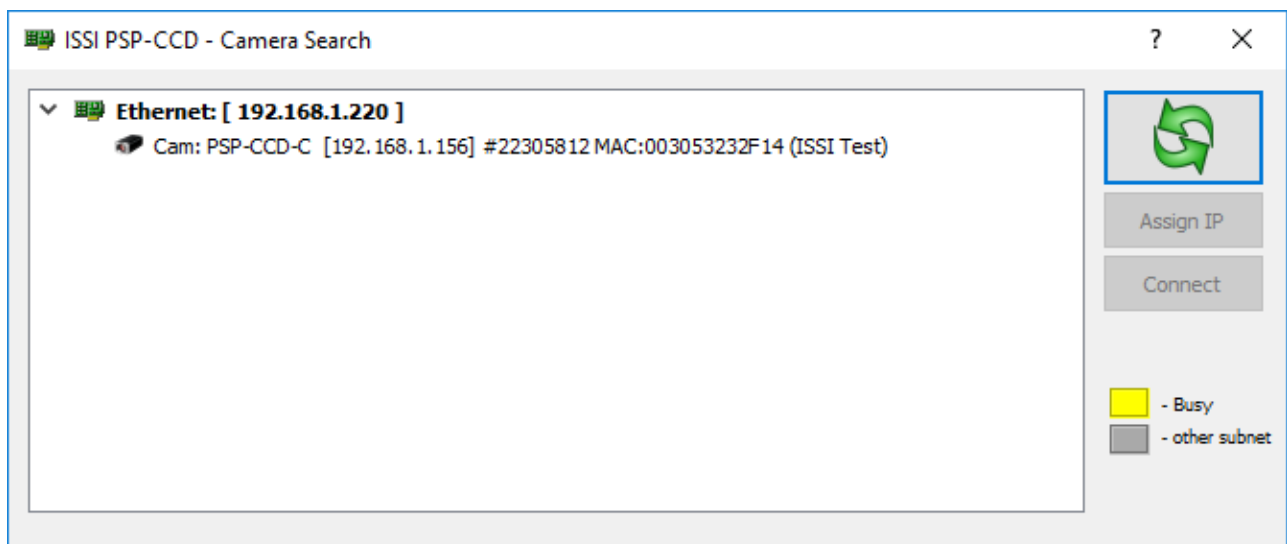 ISSI PSP-CCD - Camera Search
?
Ethernet: [ 192.168.1.220 ]
Cam: PSP-CCD-C [192.168.1.156] #22305812 MAC:003053232F14 (ISSI Test)
Assign IP
Connect
- Busy
- other subnet